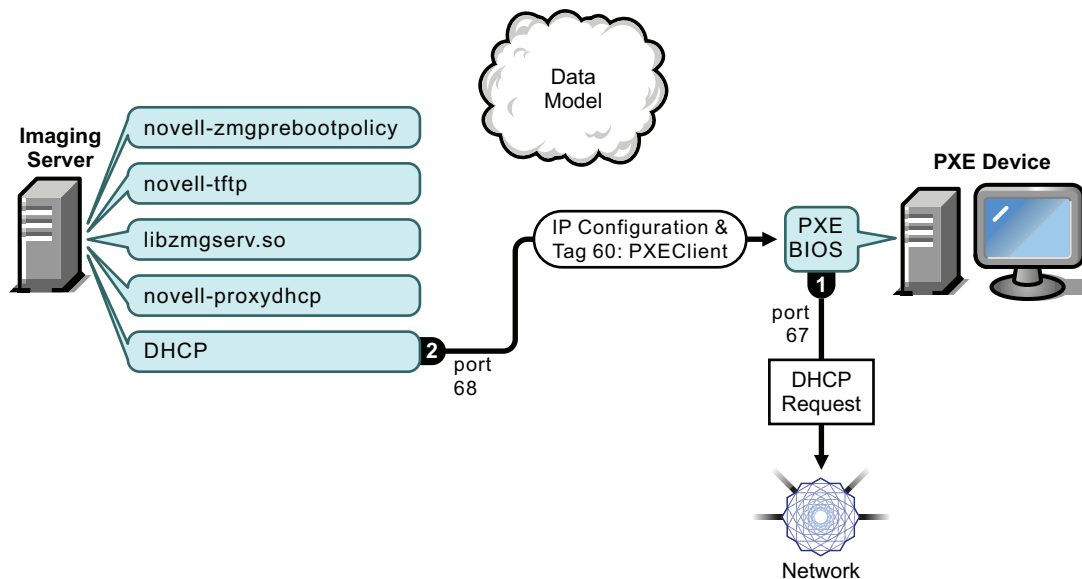 Data
Model
Imaging
Server
novell-zmgprebootpolicy
novell-tftp
libzmgserv.so
novell-proxydhcp
DHCP
2
port
68
IP Configuration &
Tag 60: PXEClient
PXE
BIOS
1
PXE Device
port
67
DHCP
Request
Network